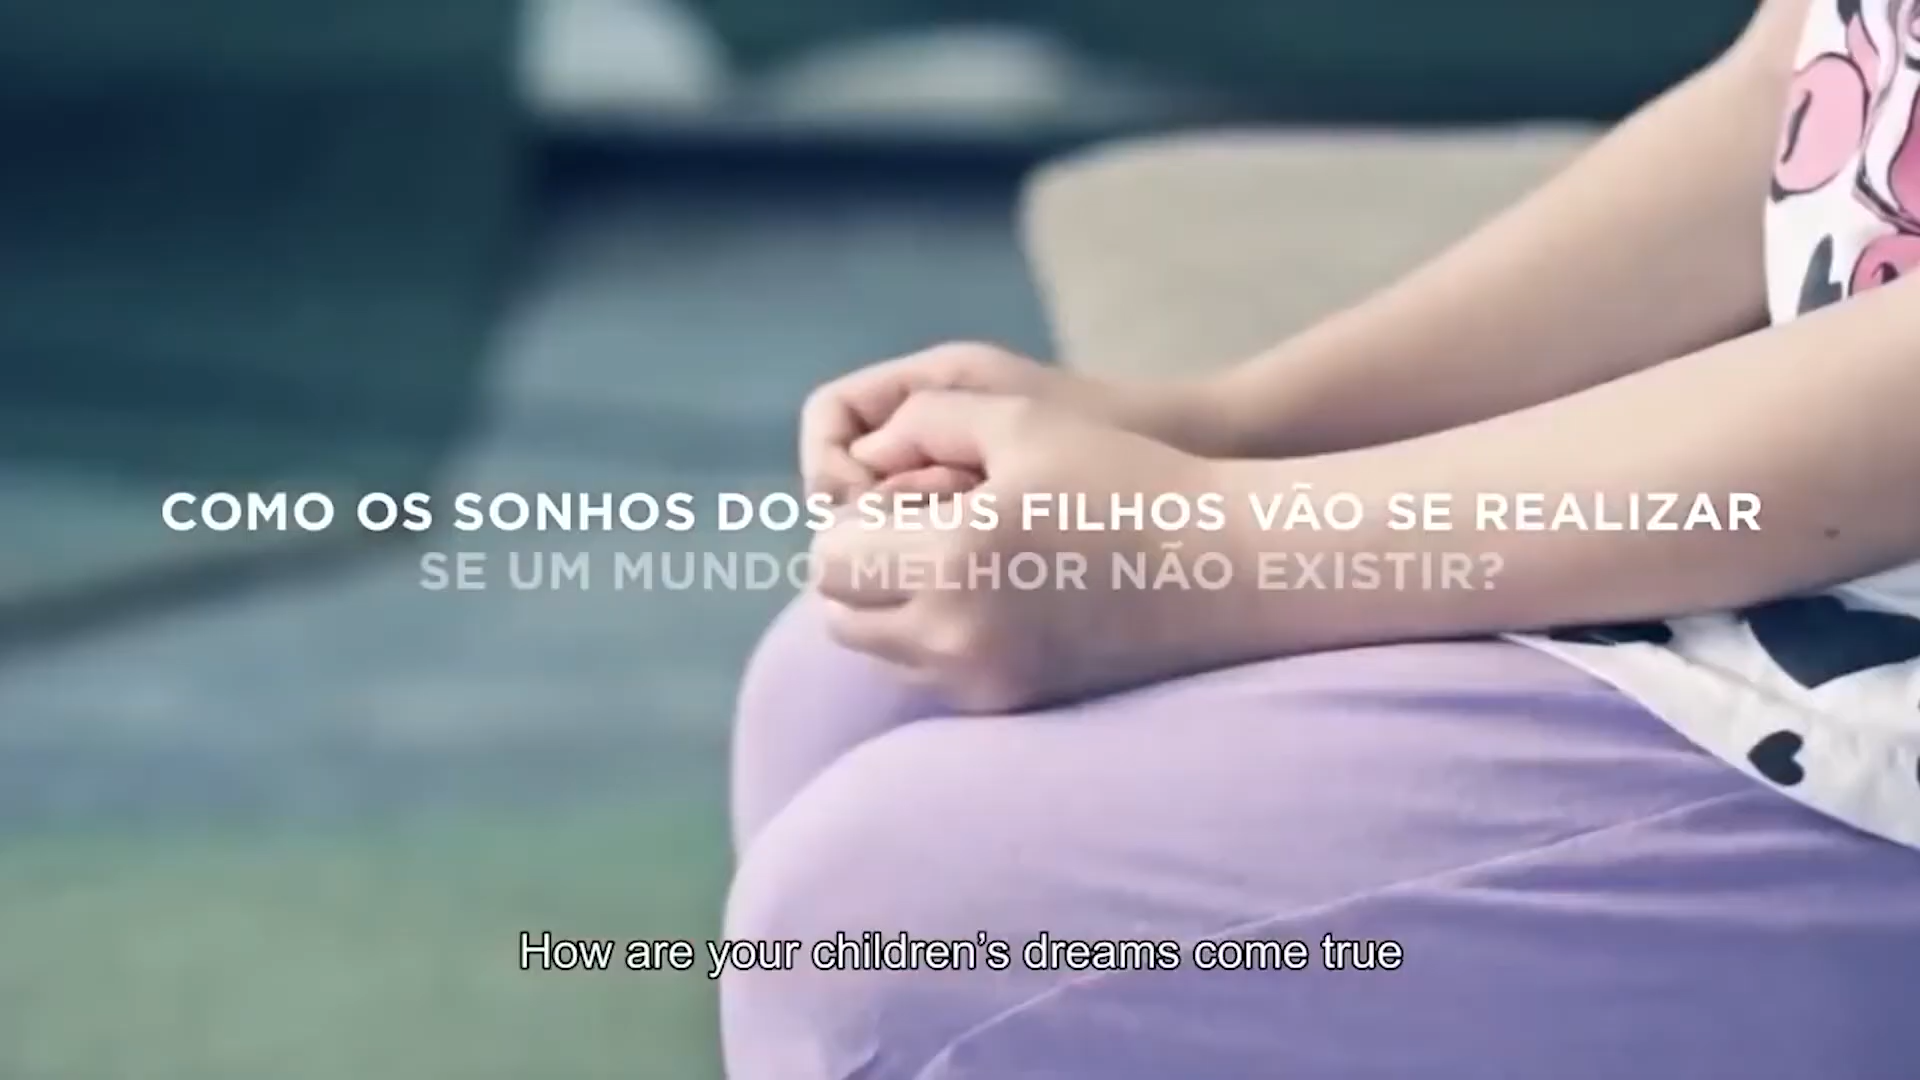 COMO OS SONHOS DOS SEUS FILHOS VÃO SE REALIZAR
SE UM MUNDO MELHOR NÃO EXISTIR?
How are your children’s dreams come true